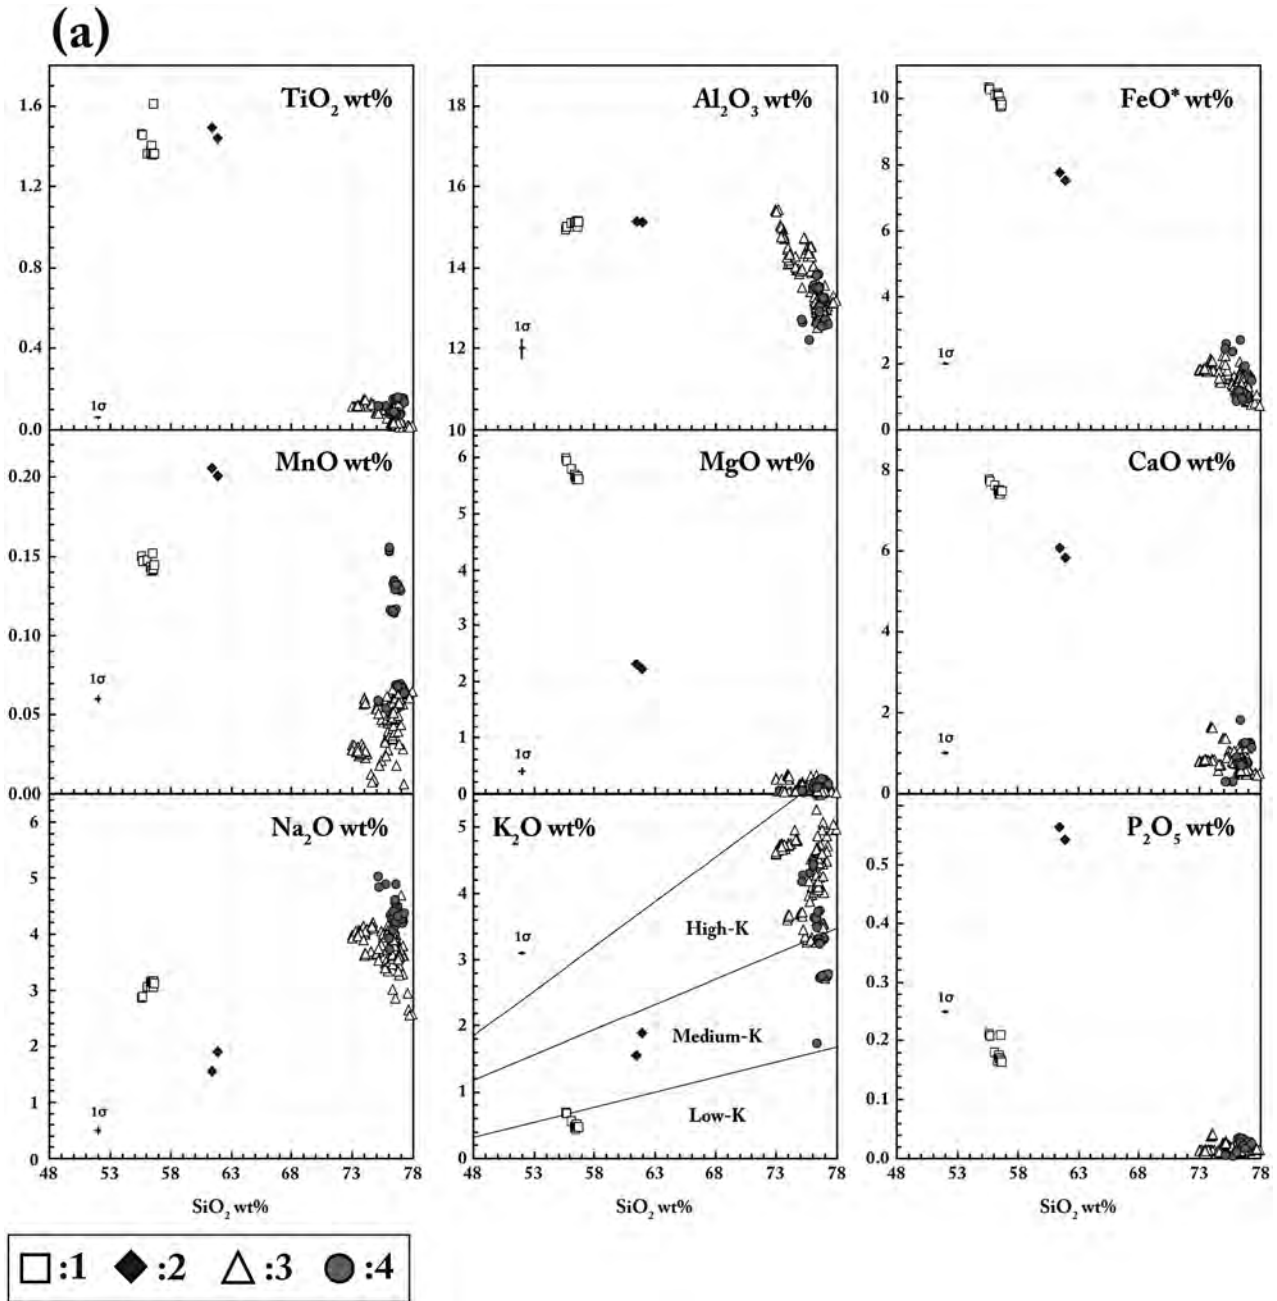 (a)
TiO2 wt%
1.6
1.2
0.8
0.4
0.0
1σ
Al2O3 wt%
18
16
14
12
10
1σ
FeO* wt%
10
8
6
4
2
0
1σ
MnO wt%
0.20
0.15
0.10
0.05
0.00
1σ
MgO wt%
6
5
4
3
2
1
0
1σ
CaO wt%
8
6
4
2
0
1σ
Na2O wt%
6
5
4
3
2
1
0
1σ
48 53 58 63 68 73 78
SiO2 wt%
K2O wt%
5
4
3
2
1
0
1σ
High-K
Medium-K
Low-K
48 53 58 63 68 73 78
SiO2 wt%
P2O5 wt%
0.5
0.4
0.3
0.2
0.1
0.0
1σ
48 53 58 63 68 73 78
SiO2 wt%
:1 :2 :3 :4